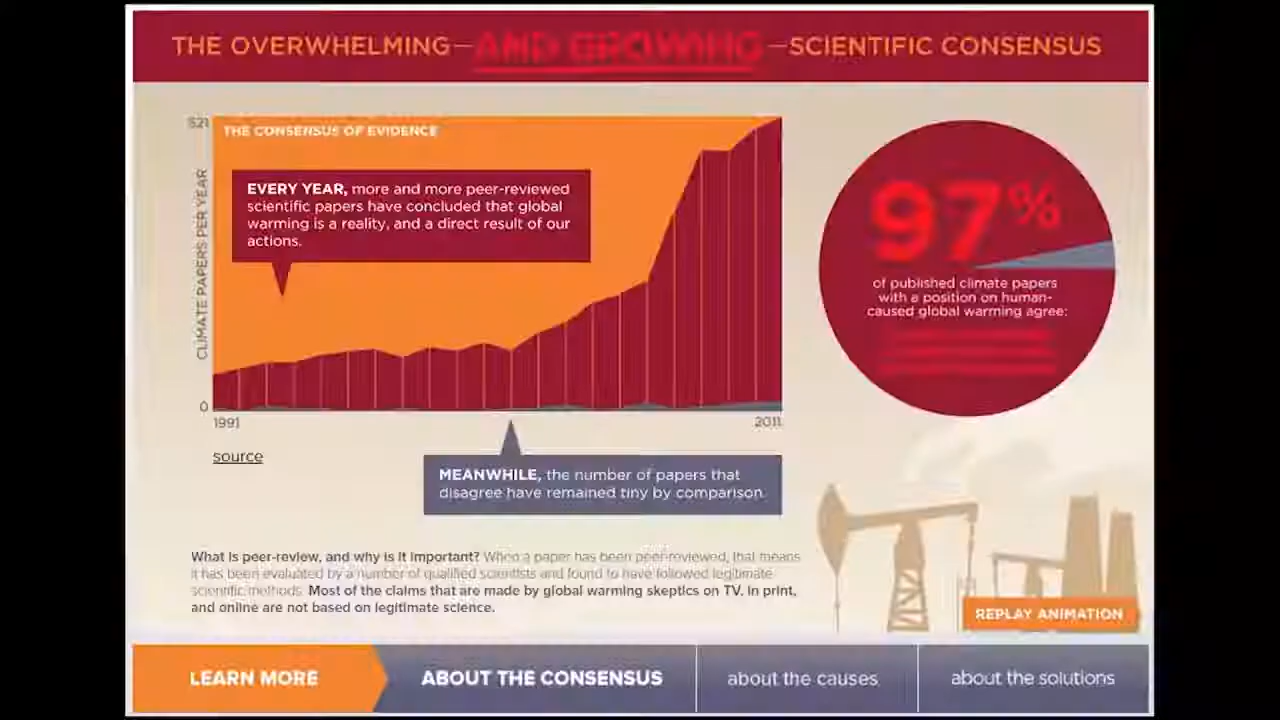 THE OVERWHELMING—AND GROWING—SCIENTIFIC CONSENSUS
521
THE CONSENSUS OF EVIDENCE
CLIMATE PAPERS PER YEAR
EVERY YEAR, more and more peer-reviewed
scientific papers have concluded that global
warming is a reality, and a direct result of our
actions.
0
1991
2011
source
MEANWHILE, the number of papers that
disagree have remained tiny by comparison.
97%
of published climate papers
with a position on human-
caused global warming agree:
What is peer-review, and why is it important? When a paper has been peer-reviewed, that means
it has been evaluated by a number of qualified scientists and found to have followed legitimate
scientific methods. Most of the claims that are made by global warming skeptics on TV, in print,
and online are not based on legitimate science.
REPLAY ANIMATION
LEARN MORE
ABOUT THE CONSENSUS
about the causes
about the solutions